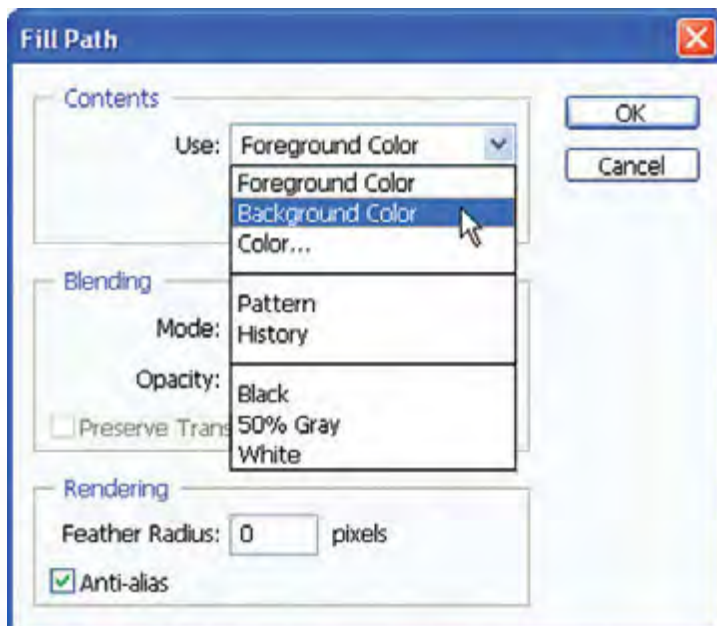 Fill Path
Contents
OK
Use: Foreground Color
Cancel
Foreground Color
Background Color
Color...
Blending
Pattern
Mode:
History
Opacity:
Black
Preserve
50% Gray
White
Rendering
Feather Radius: 0 pixels
Anti-alias